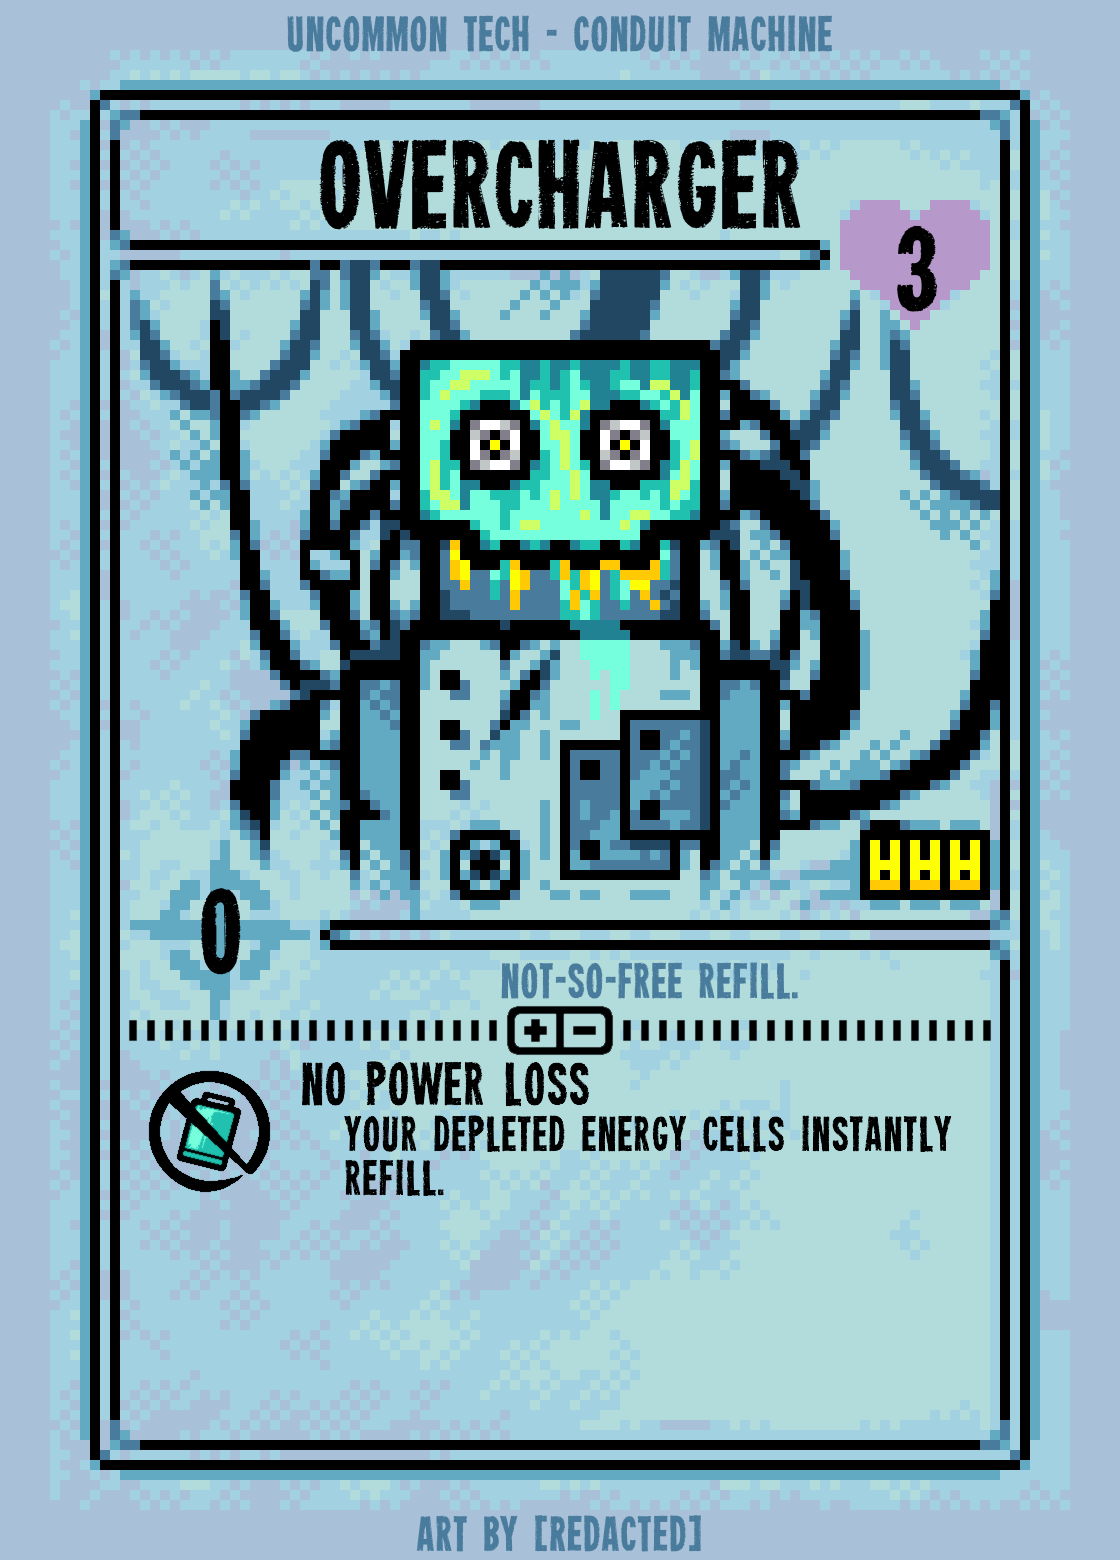 UNCOMMON TECH - CONDUIT MACHINE
OVERCHARGER
3
0
NOT-SO-FREE REFILL.
NO POWER LOSS
YOUR DEPLETED ENERGY CELLS INSTANTLY
REFILL.
ART BY [REDACTED]